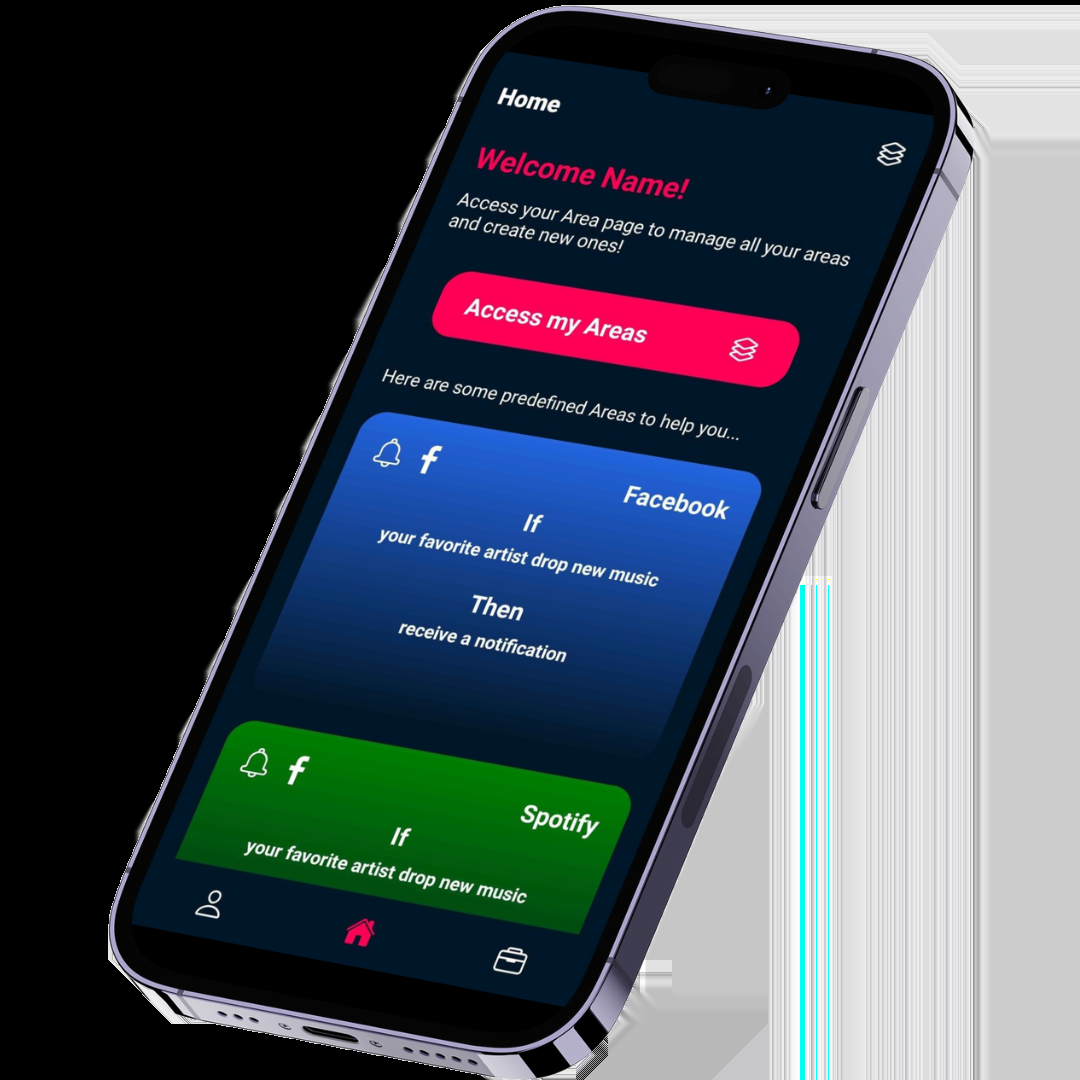 Home
Welcome Name!
Access your Area page to manage all your areas
and create new ones!
Access my Areas
Here are some predefined Areas to help you...
Facebook
If
your favorite artist drop new music
Then
receive a notification
Spotify
If
your favorite artist drop new music